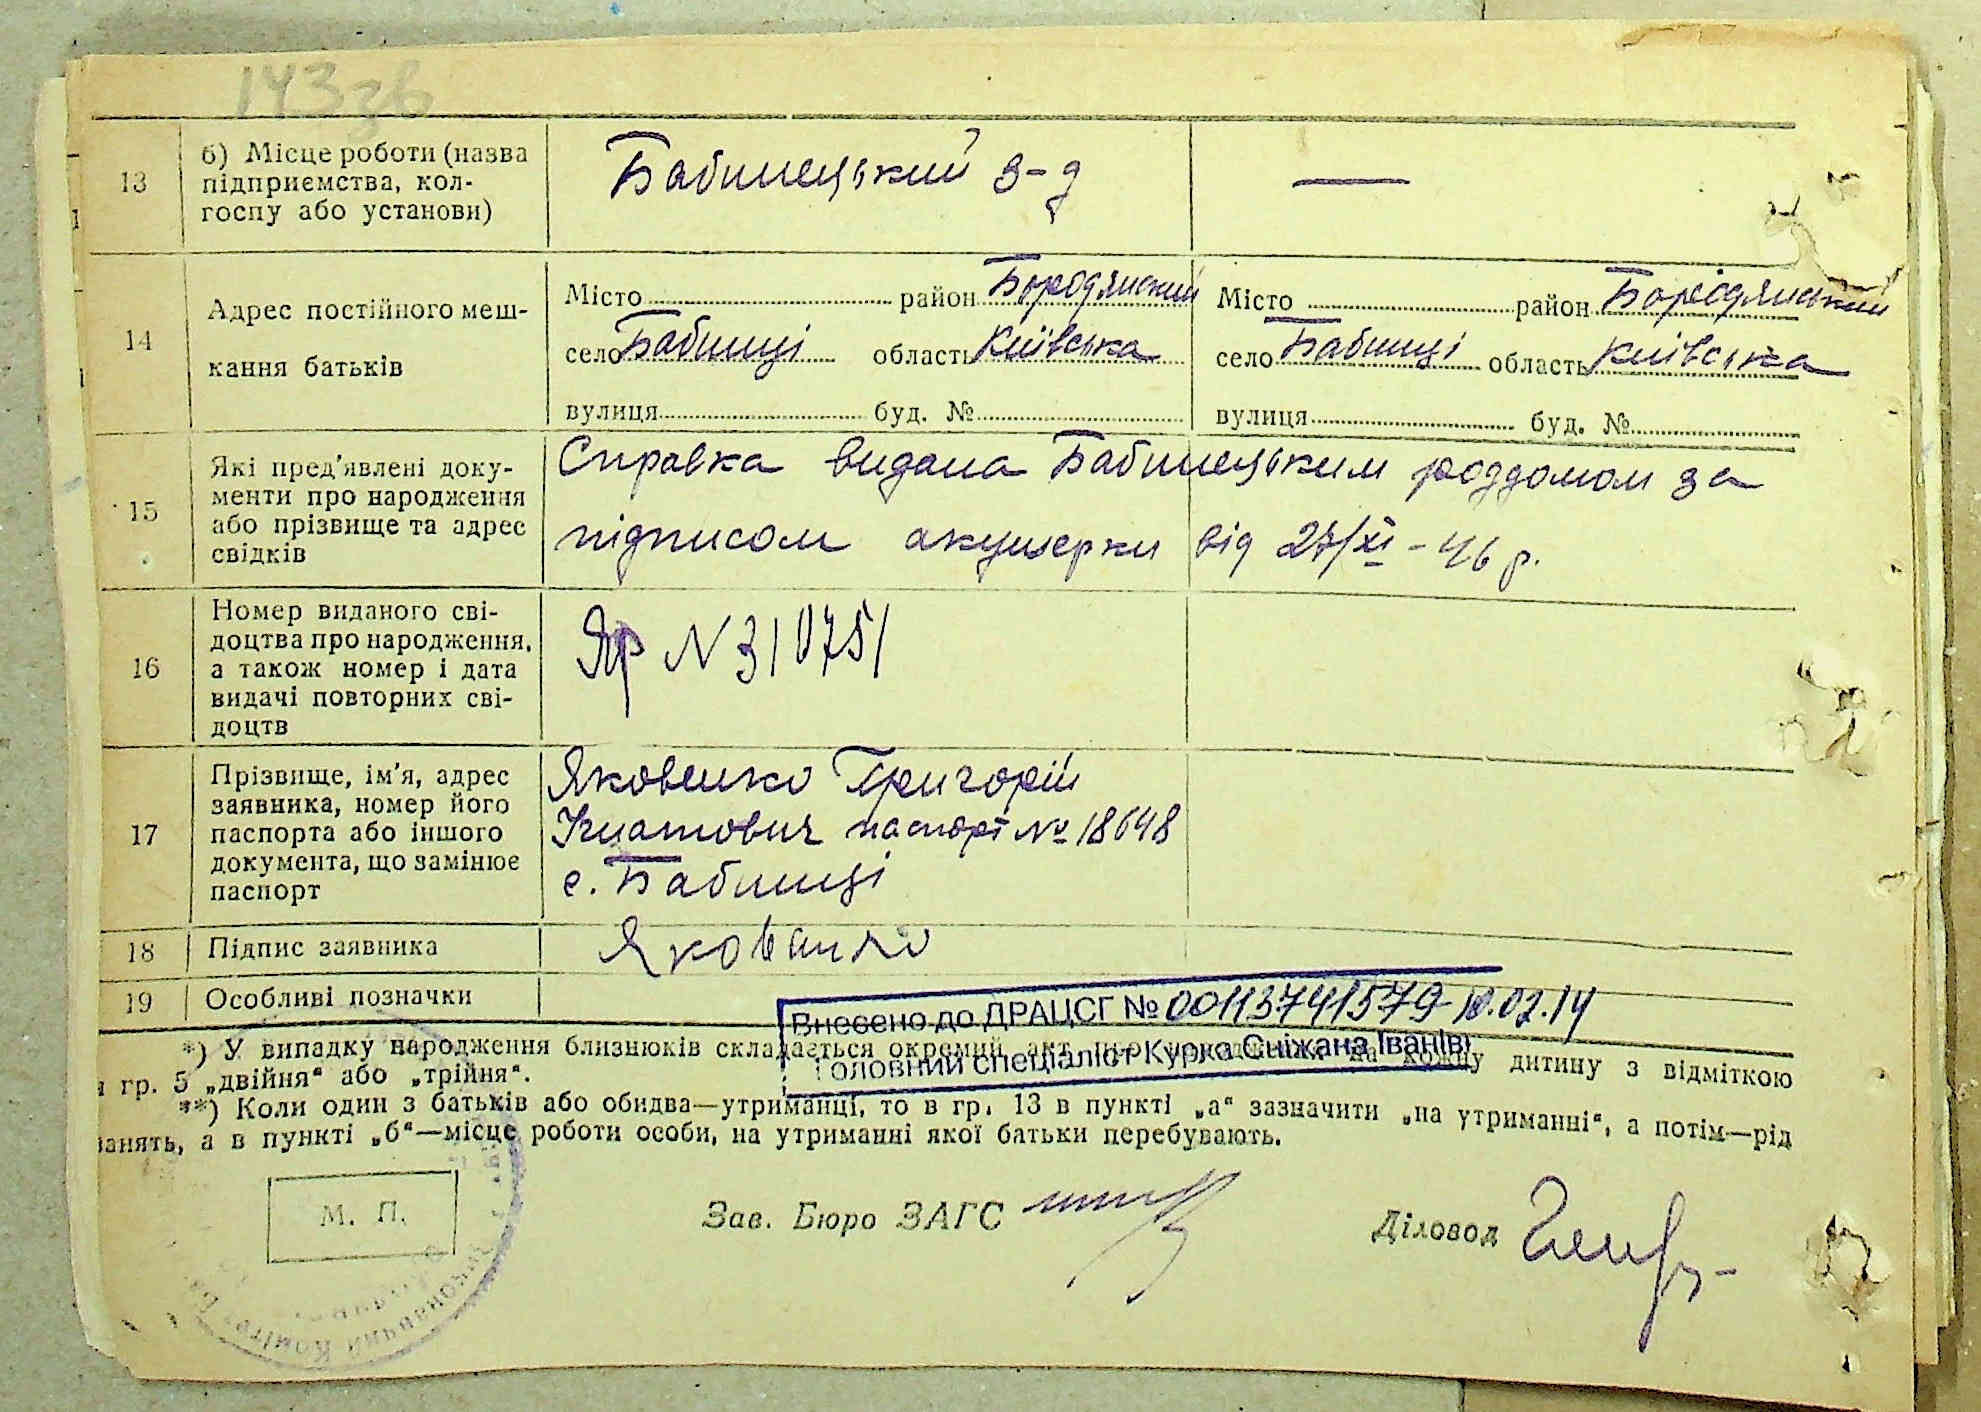 143зв
13
б) Місце роботи (назва
підприємства, кол-
госпу або установи)
Бабинецький з-д
—
14
Адрес постійного меш-
кання батьків
Місто район Бородянский
село Бабинці область Київська
вулиця буд. №
Місто район Бородянський
село Бабинці область Київська
вулиця буд. №
15
Які пред'явлені доку-
менти про народження
або прізвище та адрес
свідків
Справка видана Бабинецьким роддомом за
підписом акушерки від 27/XI - 46 р.
16
Номер виданого сві-
доцтва про народження,
а також номер і дата
видачі повторних сві-
доцтв
Яр N 310751
17
Прізвище, ім'я, адрес
заявника, номер його
паспорта або іншого
документа, що замінює
паспорт
Яковенко Григорій
Ігнатович паспорт № 18648
с. Бабинці
18
Підпис заявника
Яковенко
19
Особливі позначки
Внесено до ДРАЦСГ № 00113741579 10.02.14
Головний спеціаліст Курка Сніжана Іванівн
*) У випадку народження близнюків складається окремий акт кожну дитину з відміткою
гр. 5 „двійня“ або „трійня“.
**) Коли один з батьків або обидва—утриманці, то в гр. 13 в пункті „а“ зазначити „на утриманні“, а потім—рід
занять, а в пункті „б“—місце роботи особи, на утриманні якої батьки перебувають.
М. П.
Зав. Бюро ЗАГС
Діловод
Виконавчий Комітет